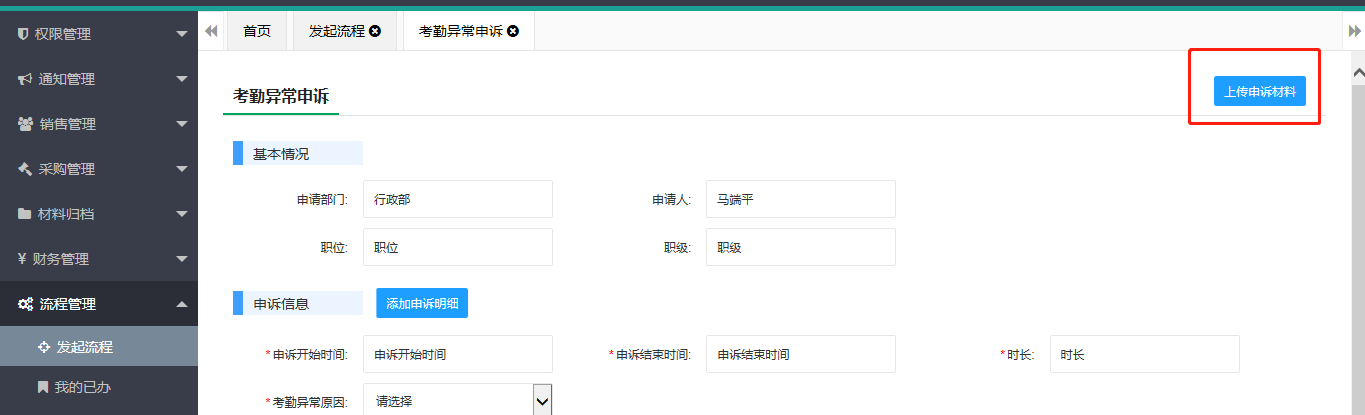 权限管理
通知管理
销售管理
采购管理
材料归档
¥ 财务管理
流程管理
发起流程
我的已办
首页 发起流程 考勤异常申诉
考勤异常申诉 上传申诉材料
基本情况
申请部门: 行政部 申请人: 马端平
职位: 职位 职级: 职级
申诉信息 添加申诉明细
*申诉开始时间: 申诉开始时间 *申诉结束时间: 申诉结束时间 *时长: 时长
*考勤异常原因: 请选择